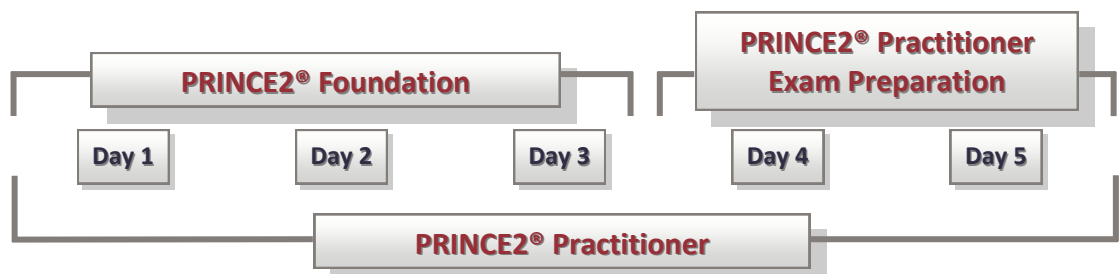 PRINCE2® Foundation
PRINCE2® Practitioner
Exam Preparation
Day 1
Day 2
Day 3
Day 4
Day 5
PRINCE2® Practitioner